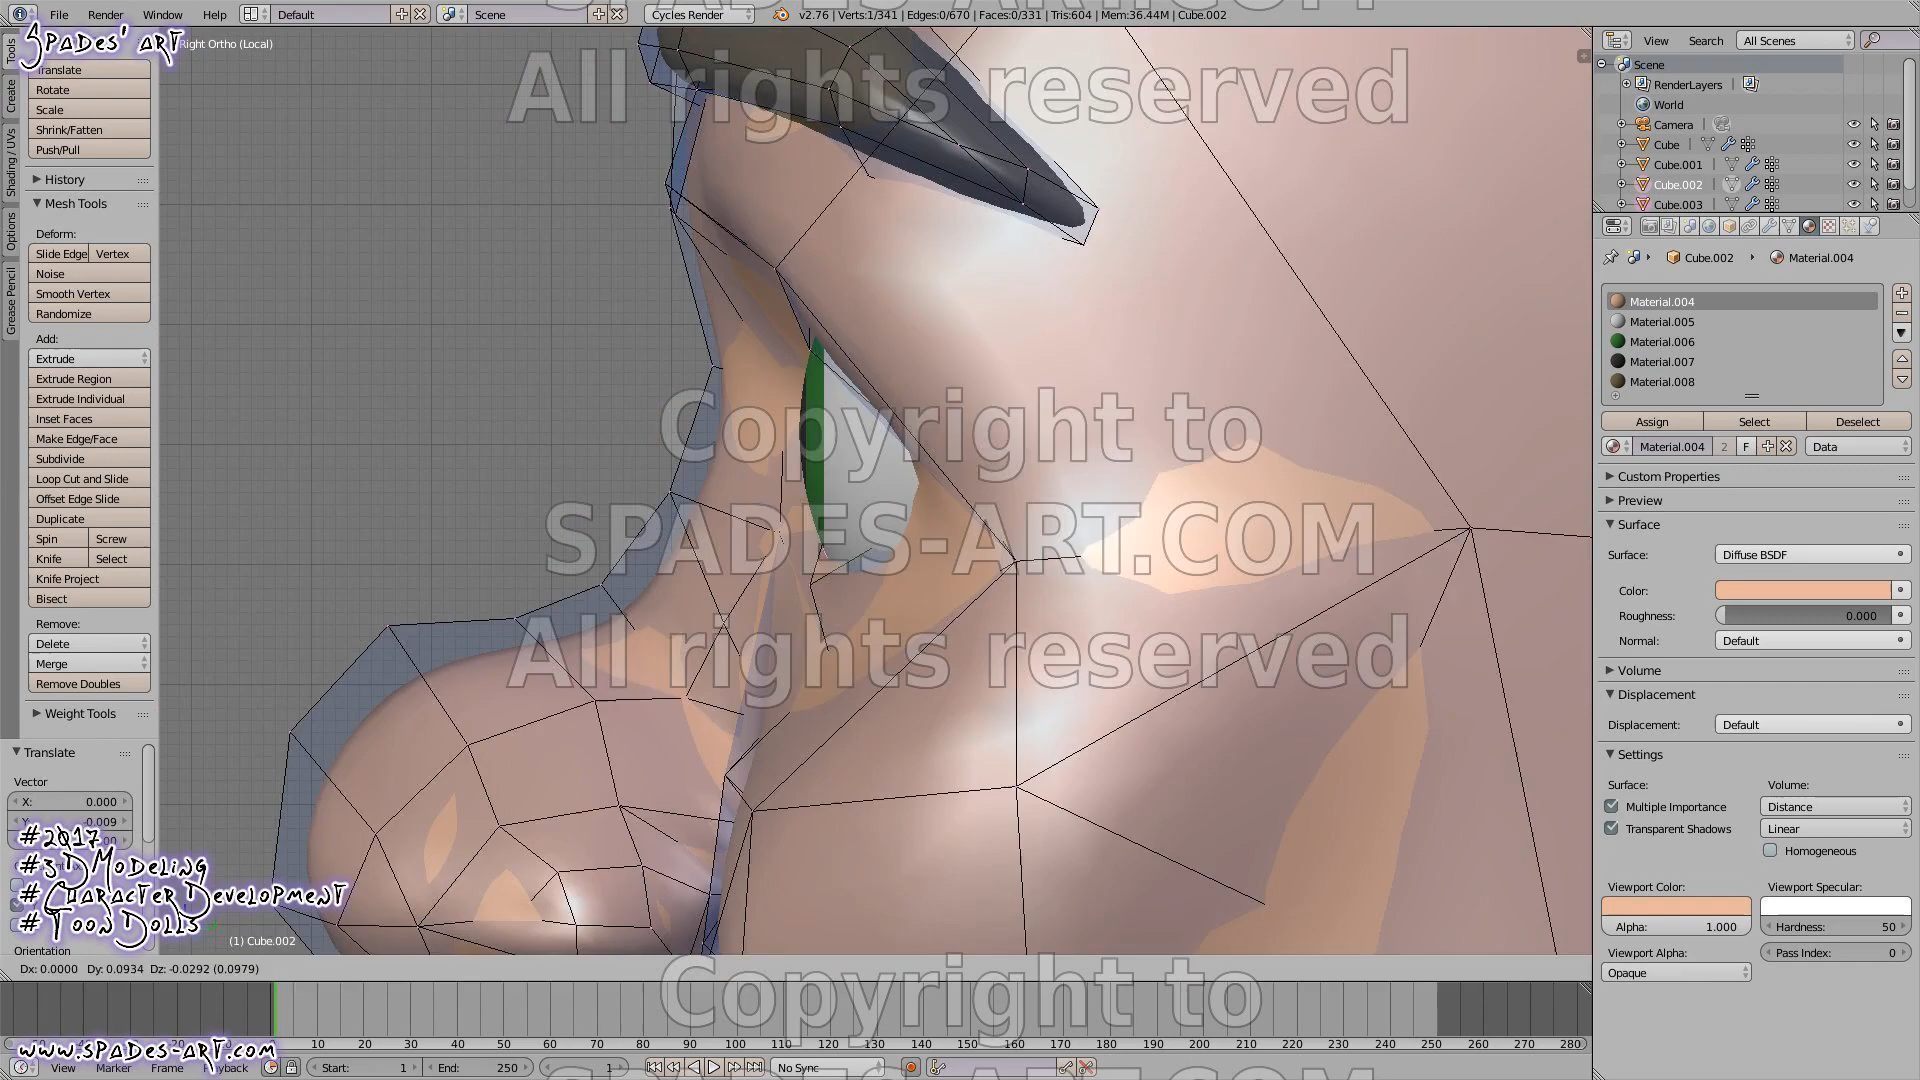 File
Render
Window
Help
Default
Scene
Cycles Render
v2.76 | Verts:1/341 | Edges:0/670 | Faces:0/331 | Tris:604 | Mem:36.44M | Cube.002
SPADES' ART
Right Ortho (Local)
Tools
Create
Shading / UVs
Options
Grease Pencil
Translate
Rotate
Scale
Shrink/Fatten
Push/Pull
History
Mesh Tools
Deform:
Slide Edge Vertex
Noise
Smooth Vertex
Randomize
Add:
Extrude
Extrude Region
Extrude Individual
Inset Faces
Make Edge/Face
Subdivide
Loop Cut and Slide
Offset Edge Slide
Duplicate
Spin Screw
Knife Select
Knife Project
Bisect
Remove:
Delete
Merge
Remove Doubles
Weight Tools
Translate
Vector
X: 0.000
Y: -0.009
#2017
#3D MODELING
#CHARACTER DEVELOPMENT
#TOON DOLLS
Orientation
(1) Cube.002
Dx: 0.0000 Dy: 0.0934 Dz: -0.0292 (0.0979)
All rights reserved
Copyright to
SPADES-ART.COM
All rights reserved
Copyright to
SPADES-ART.COM
View Search All Scenes
Scene
RenderLayers
World
Camera
Cube
Cube.001
Cube.002
Cube.003
Cube.002 Material.004
Material.004
Material.005
Material.006
Material.007
Material.008
Assign Select Deselect
Material.004 2 F Data
Custom Properties
Preview
Surface
Surface: Diffuse BSDF
Color:
Roughness: 0.000
Normal: Default
Volume
Displacement
Displacement: Default
Settings
Surface: Volume:
Multiple Importance Distance
Transparent Shadows Linear
Homogeneous
Viewport Color: Viewport Specular:
Alpha: 1.000 Hardness: 50
Viewport Alpha: Pass Index: 0
Opaque
10 20 30 40 50 60 70 80 90 100 110 120 130 140 150 160 170 180 190 200 210 220 230 240 250 260 270 280
www.SPADES-ART.COM
View Marker Frame Playback Start: 1 End: 250 1 No Sync